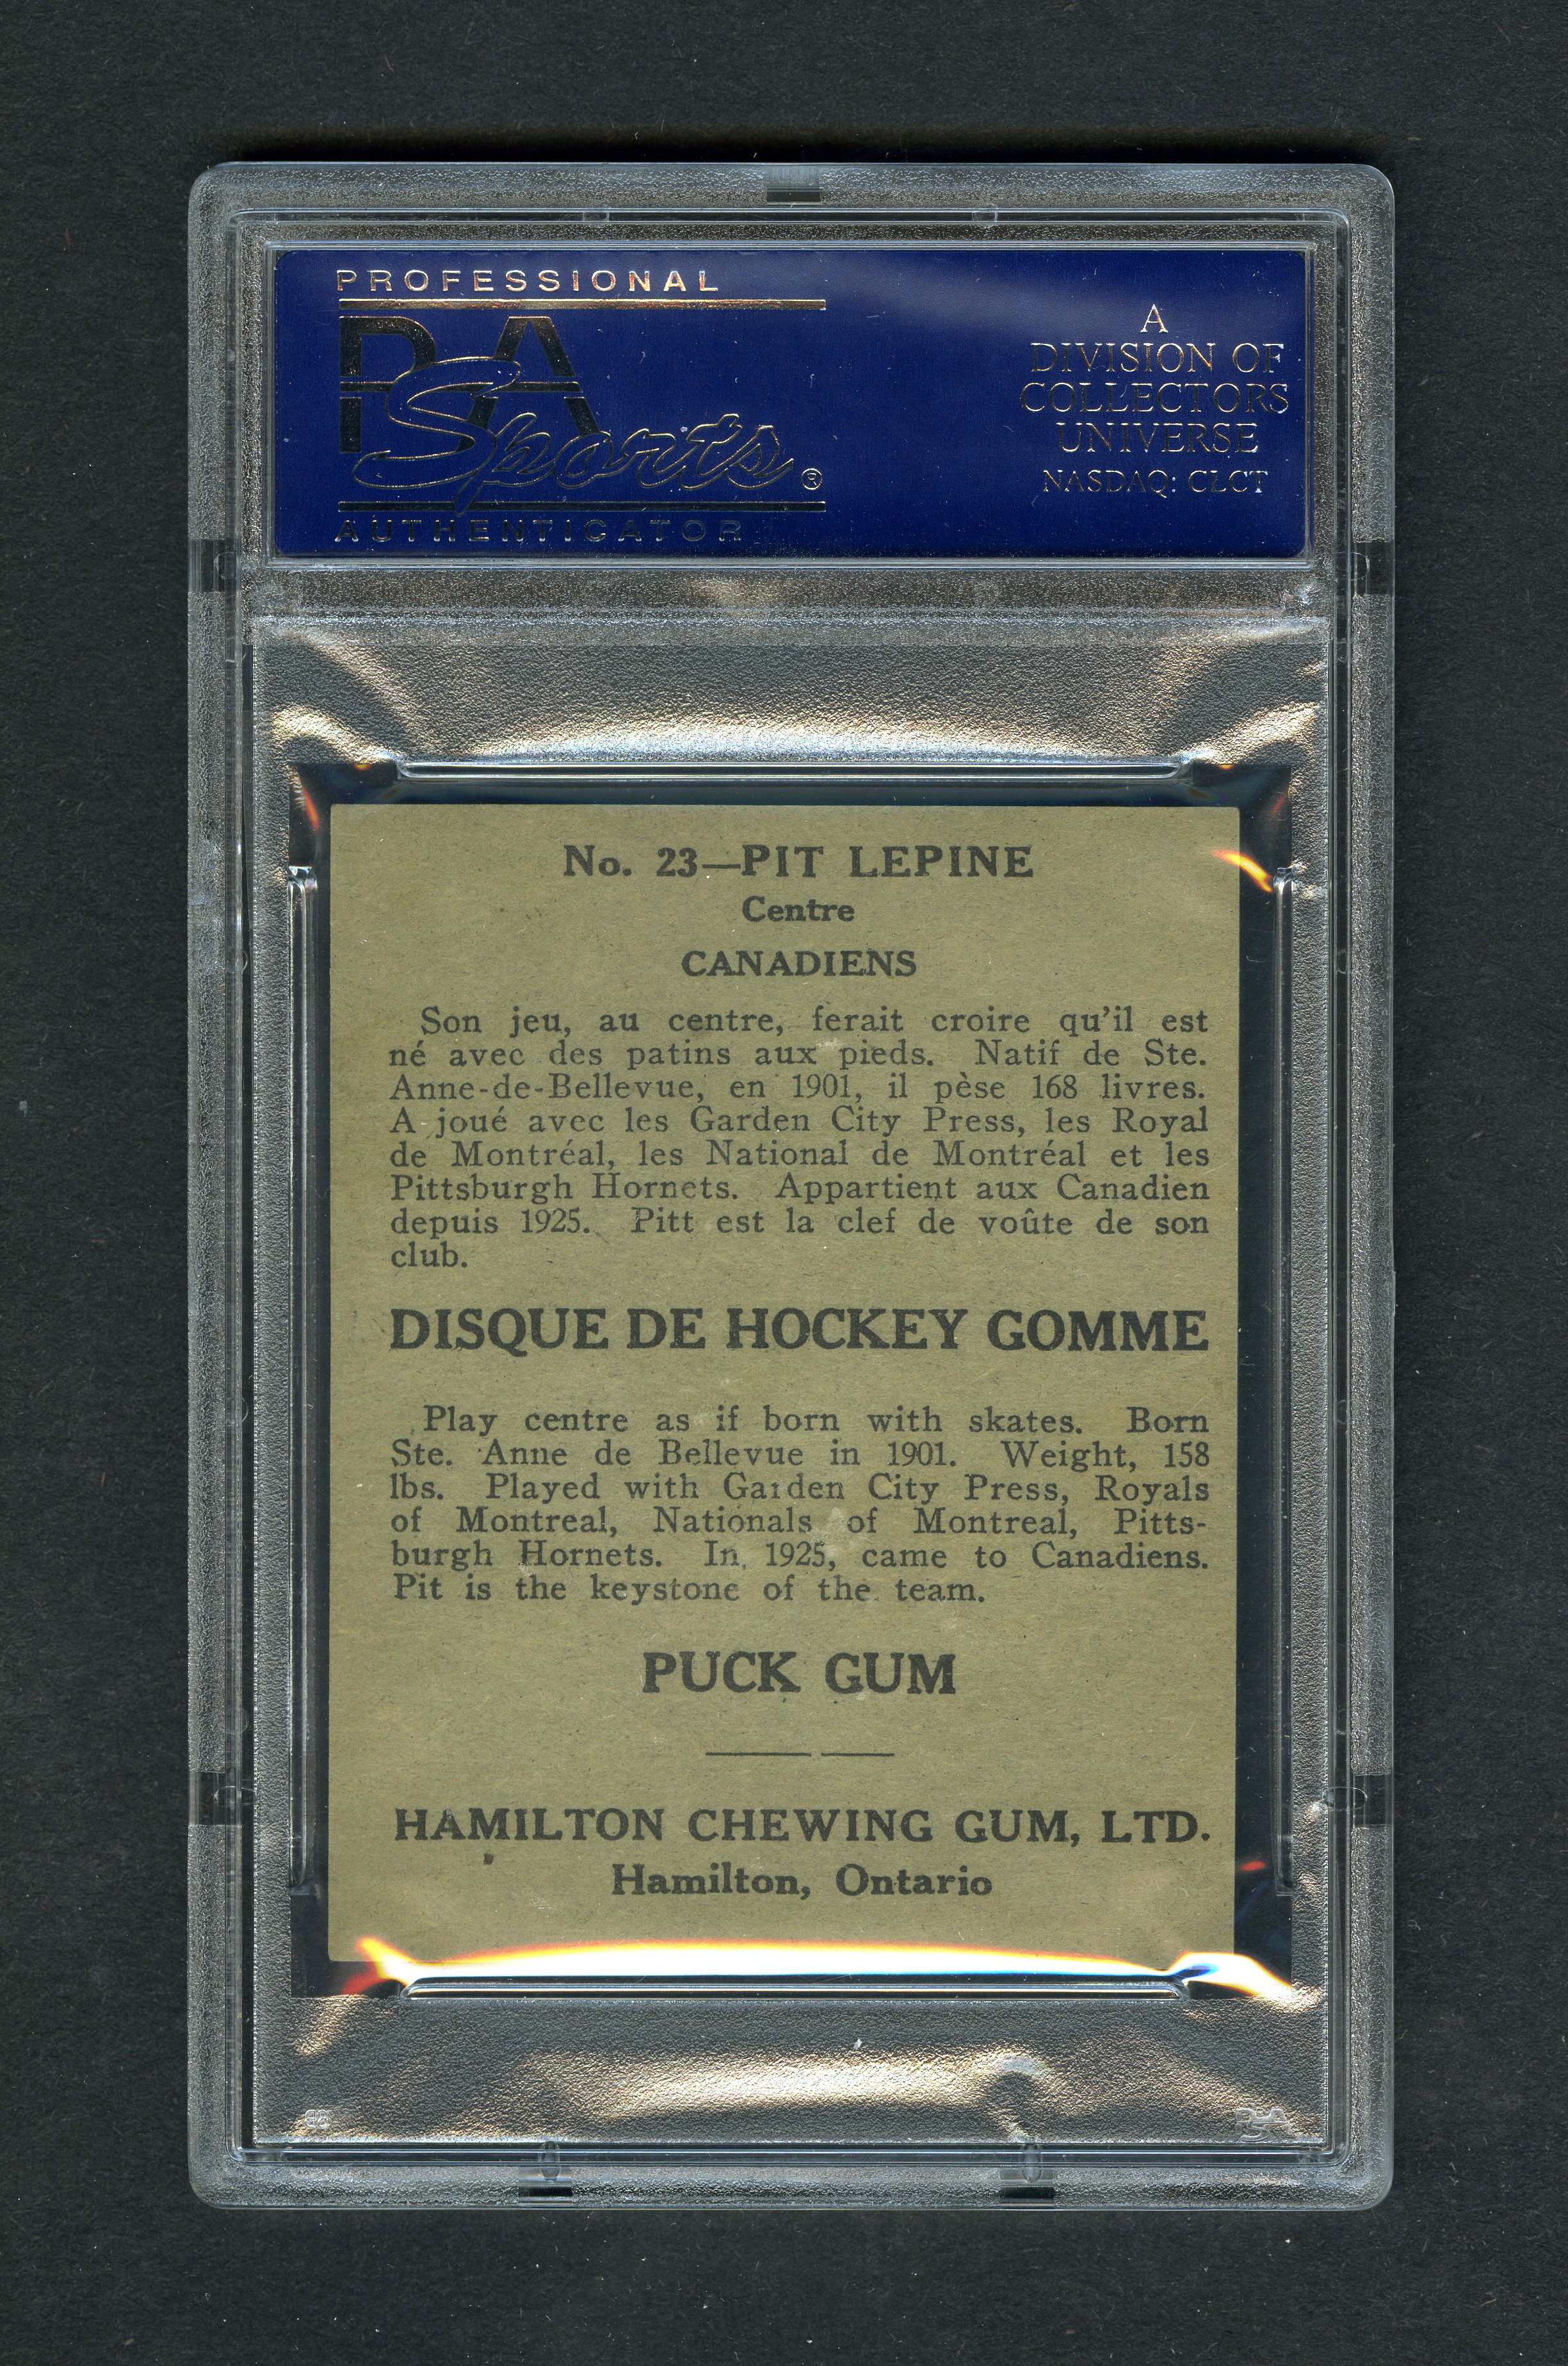 PROFESSIONAL
PSA
Sports®
AUTHENTICATOR
A
DIVISION OF
COLLECTORS
UNIVERSE
NASDAQ: CLCT
No. 23—PIT LEPINE
Centre
CANADIENS
Son jeu, au centre, ferait croire qu'il est
né avec des patins aux pieds. Natif de Ste.
Anne-de-Bellevue, en 1901, il pèse 168 livres.
A joué avec les Garden City Press, les Royal
de Montréal, les National de Montréal et les
Pittsburgh Hornets. Appartient aux Canadien
depuis 1925. Pitt est la clef de voûte de son
club.
DISQUE DE HOCKEY GOMME
Play centre as if born with skates. Born
Ste. Anne de Bellevue in 1901. Weight, 158
lbs. Played with Garden City Press, Royals
of Montreal, Nationals of Montreal, Pitts-
burgh Hornets. In 1925, came to Canadiens.
Pit is the keystone of the team.
PUCK GUM
HAMILTON CHEWING GUM, LTD.
Hamilton, Ontario
PSA